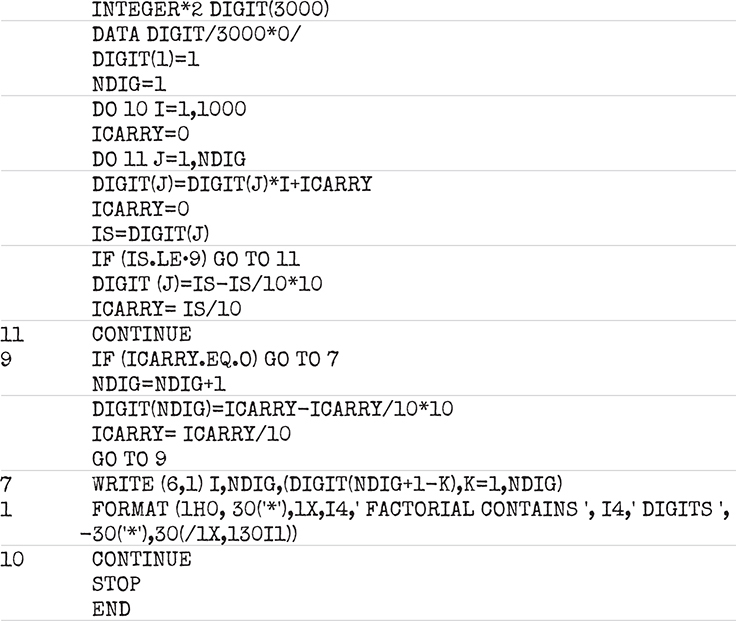 INTEGER*2 DIGIT(3000)
DATA DIGIT/3000*0/
DIGIT(1)=1
NDIG=1
DO 10 I=1,1000
ICARRY=0
DO 11 J=1,NDIG
DIGIT(J)=DIGIT(J)*I+ICARRY
ICARRY=0
IS=DIGIT(J)
IF (IS.LE·9) GO TO 11
DIGIT (J)=IS-IS/10*10
ICARRY= IS/10
11 CONTINUE
9 IF (ICARRY.EQ.0) GO TO 7
NDIG=NDIG+1
DIGIT(NDIG)=ICARRY-ICARRY/10*10
ICARRY= ICARRY/10
GO TO 9
7 WRITE (6,1) I,NDIG,(DIGIT(NDIG+1-K),K=1,NDIG)
1 FORMAT (1H0, 30('*'),1X,I4,' FACTORIAL CONTAINS ', I4,' DIGITS ',
-30('*'),30(/1X,130I1))
10 CONTINUE
STOP
END